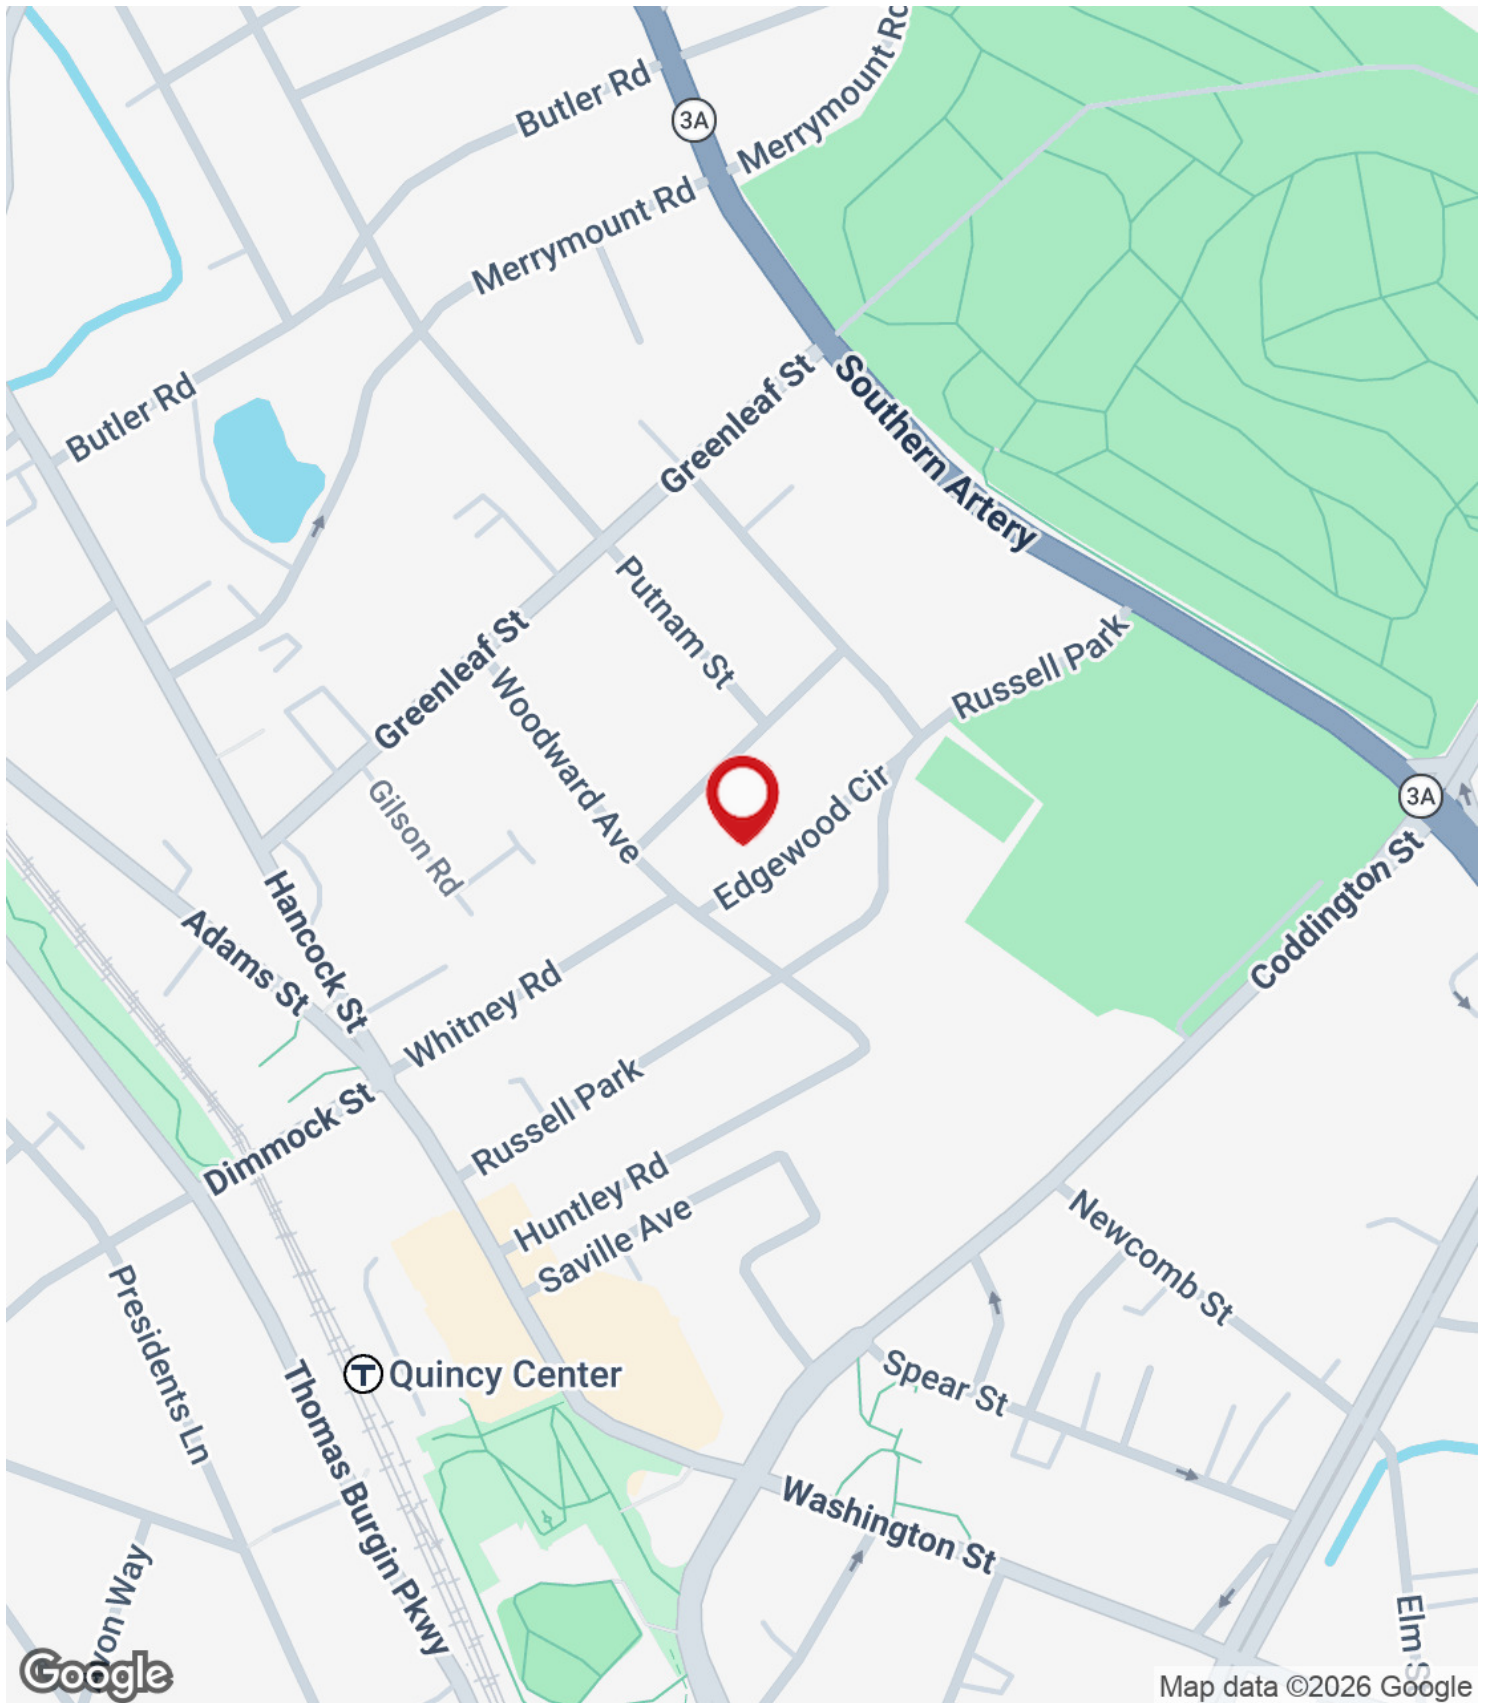 Butler Rd
3A
Merrymount Rd
Merrymount Rd
Butler Rd
Greenleaf St
Southern Artery
Putnam St
Greenleaf St
Woodward Ave
Russell Park
Gilson Rd
Edgewood Cir
3A
Coddington St
Hancock St
Adams St
Whitney Rd
Dimmock St
Russell Park
Huntley Rd
Saville Ave
Newcomb St
Presidents Ln
T Quincy Center
Spear St
Thomas Burgin Pkwy
Washington St
Way
Elm
Google
Map data ©2026 Google